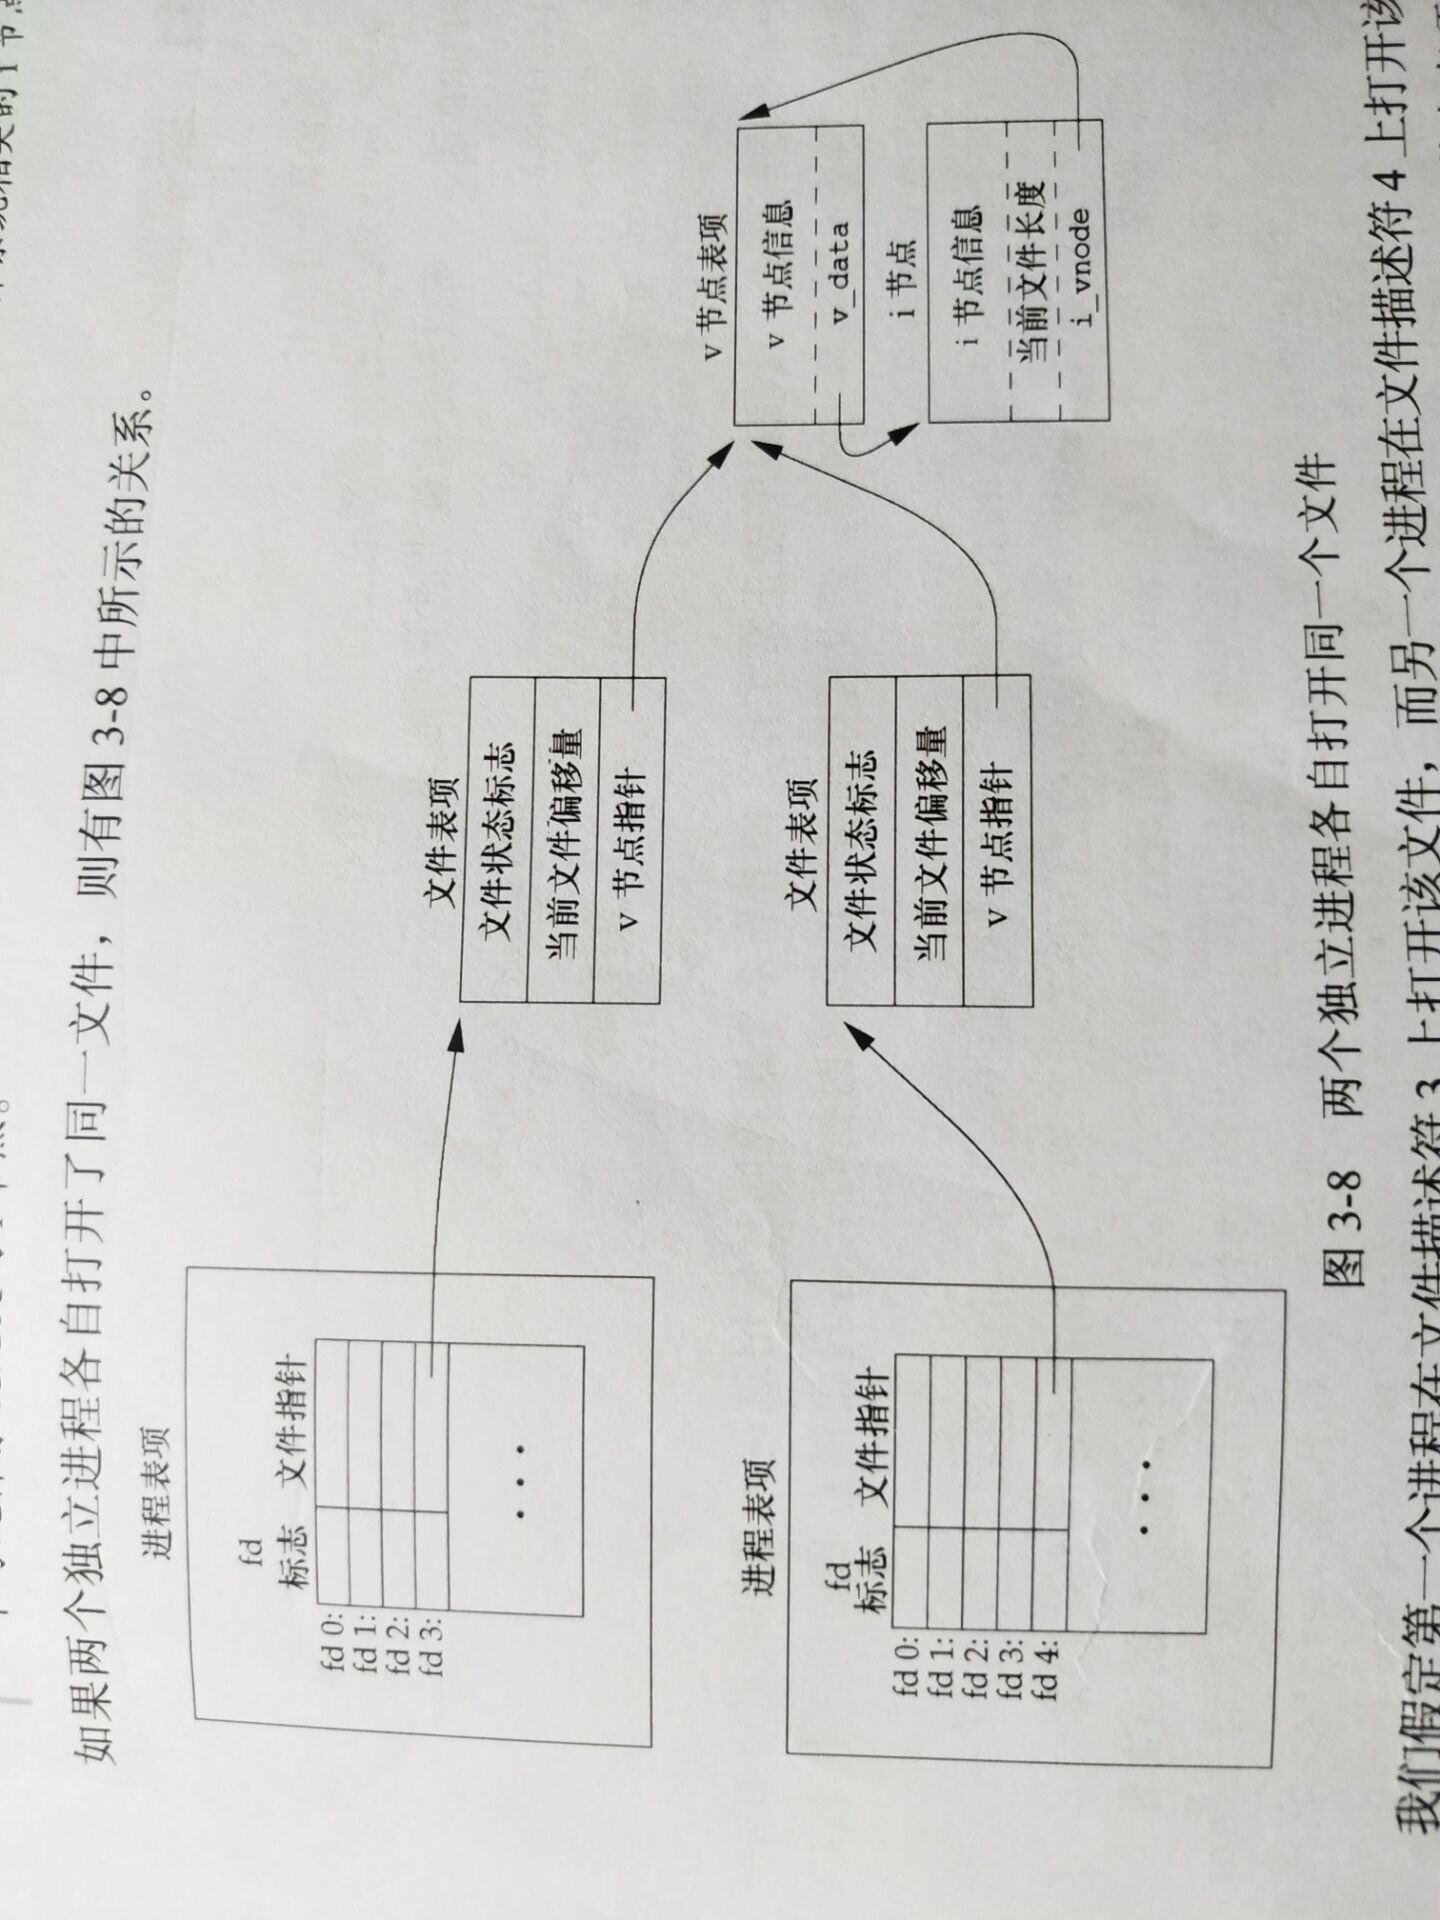 如果两个独立进程各自打开了同一文件，则有图 3-8 中所示的关系。
进程表项
fd
标志 文件指针
fd 0:
fd 1:
fd 2:
fd 3:
文件表项
文件状态标志
当前文件偏移量
v 节点指针
v 节点表项
v 节点信息
v_data
i 节点
i 节点信息
当前文件长度
i_vnode
进程表项
fd
标志 文件指针
fd 0:
fd 1:
fd 2:
fd 3:
fd 4:
文件表项
文件状态标志
当前文件偏移量
v 节点指针
图 3-8 两个独立进程各自打开同一个文件
我们假定第一个进程在文件描述符 3 上打开该文件，而另一个进程在文件描述符 4 上打开该